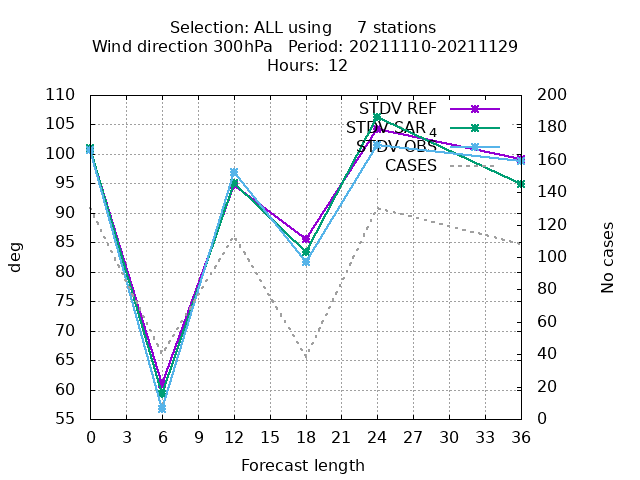 Selection: ALL using     7 stations
Wind direction 300hPa   Period: 20211110-20211129
Hours: 12
110
105
100
95
90
85
80
75
70
65
60
55
deg
STDV REF
STDV SAR 4
STDV OBS
CASES
200
180
160
140
120
100
80
60
40
20
0
No cases
0 3 6 9 12 15 18 21 24 27 30 33 36
Forecast length